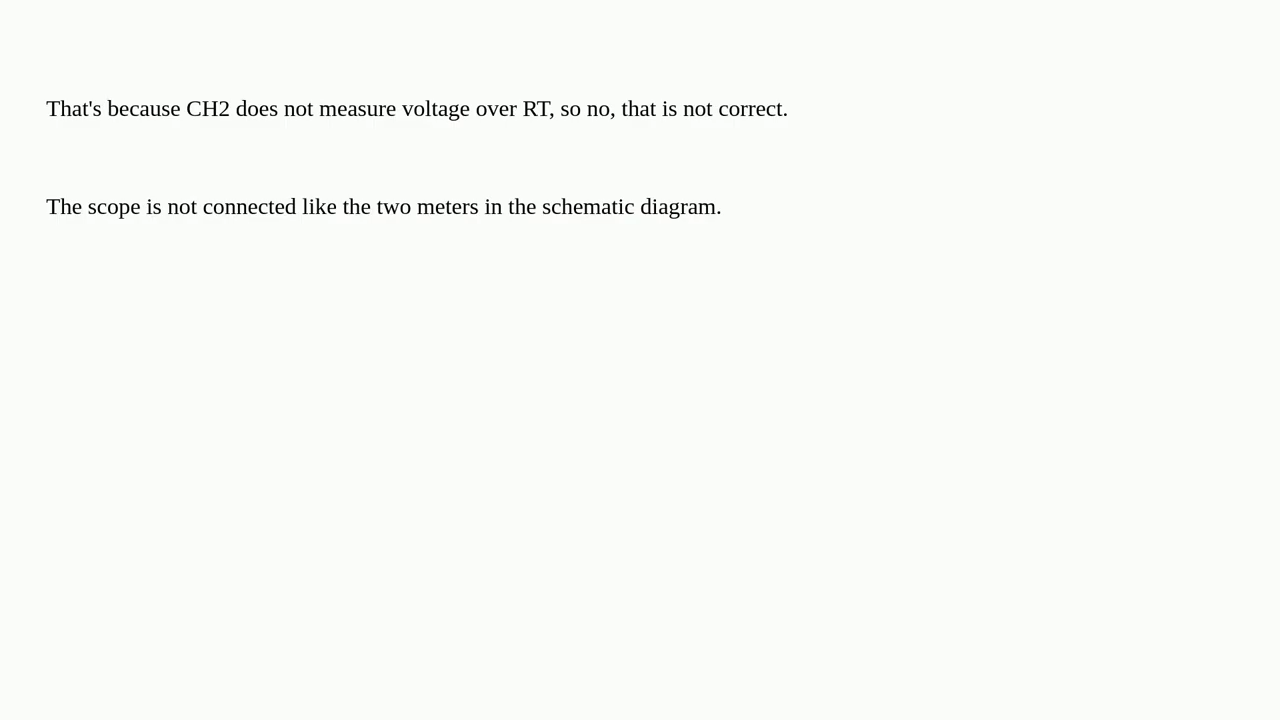 That's because CH2 does not measure voltage over RT, so no, that is not correct.
The scope is not connected like the two meters in the schematic diagram.